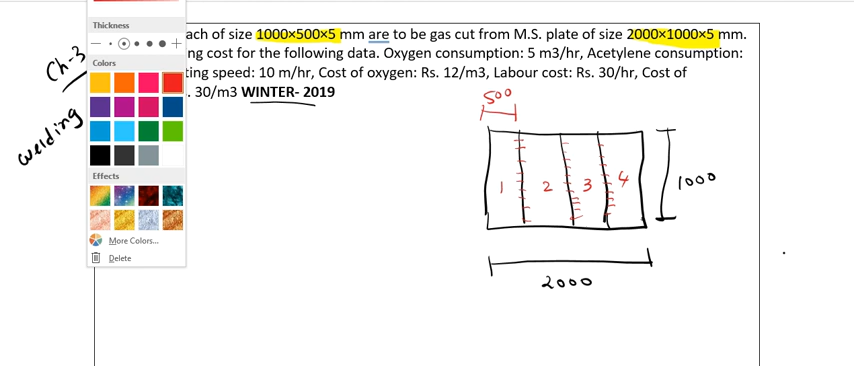 Thickness
ach of size 1000×500×5 mm are to be gas cut from M.S. plate of size 2000×1000×5 mm.
ng cost for the following data. Oxygen consumption: 5 m3/hr, Acetylene consumption:
Colors
ting speed: 10 m/hr, Cost of oxygen: Rs. 12/m3, Labour cost: Rs. 30/hr, Cost of
. 30/m3 WINTER- 2019
Ch-3
welding
500
1 2 3 4
1000
2000
Effects
More Colors...
Delete